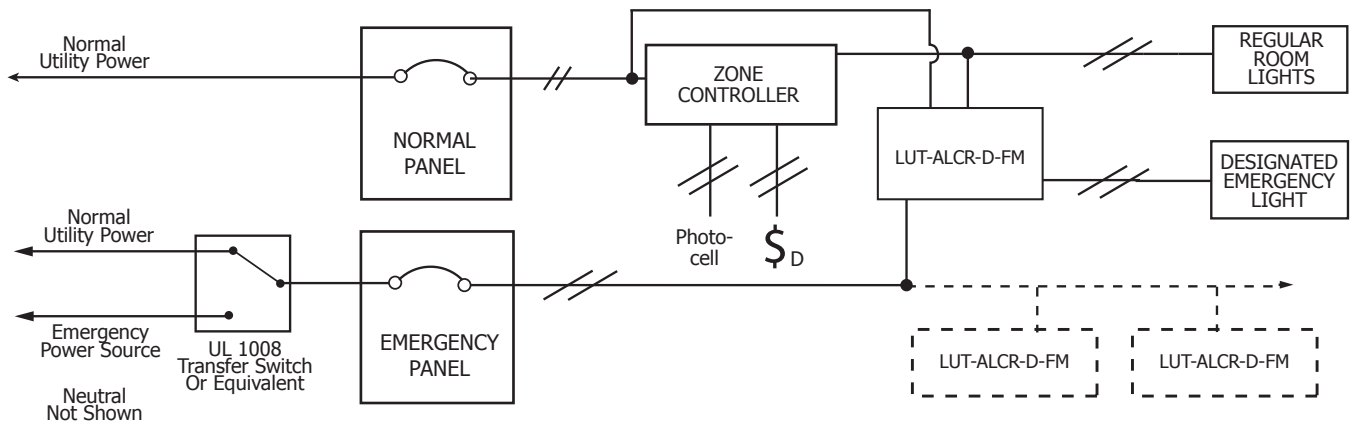 Normal
Utility Power
NORMAL
PANEL
ZONE
CONTROLLER
REGULAR
ROOM
LIGHTS
LUT-ALCR-D-FM
DESIGNATED
EMERGENCY
LIGHT
Photo-
cell
$ D
Normal
Utility Power
Emergency
Power Source
UL 1008
Transfer Switch
Or Equivalent
EMERGENCY
PANEL
LUT-ALCR-D-FM
LUT-ALCR-D-FM
Neutral
Not Shown